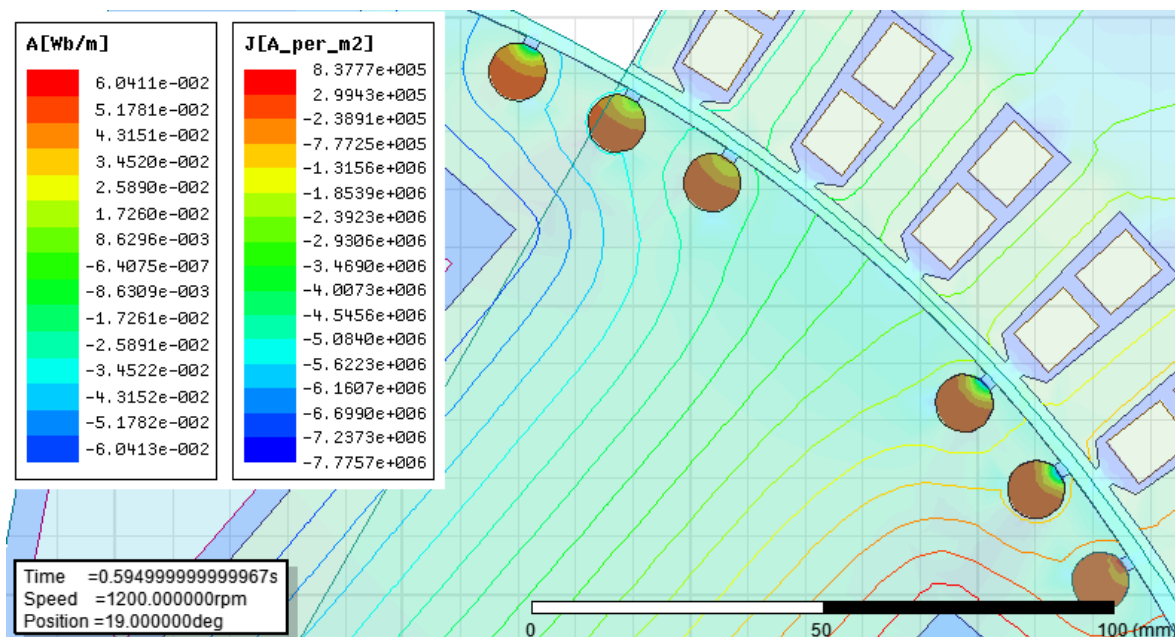 A[Wb/m]
6.0411e-002
5.1781e-002
4.3151e-002
3.4520e-002
2.5890e-002
1.7260e-002
8.6296e-003
-6.4075e-007
-8.6309e-003
-1.7261e-002
-2.5891e-002
-3.4522e-002
-4.3152e-002
-5.1782e-002
-6.0413e-002
J[A_per_m2]
8.3777e+005
2.9943e+005
-2.3891e+005
-7.7725e+005
-1.3156e+006
-1.8539e+006
-2.3923e+006
-2.9306e+006
-3.4690e+006
-4.0073e+006
-4.5456e+006
-5.0840e+006
-5.6223e+006
-6.1607e+006
-6.6990e+006
-7.2373e+006
-7.7757e+006
Time =0.594999999999967s
Speed =1200.000000rpm
Position =19.000000deg
0 50 100 (mm)